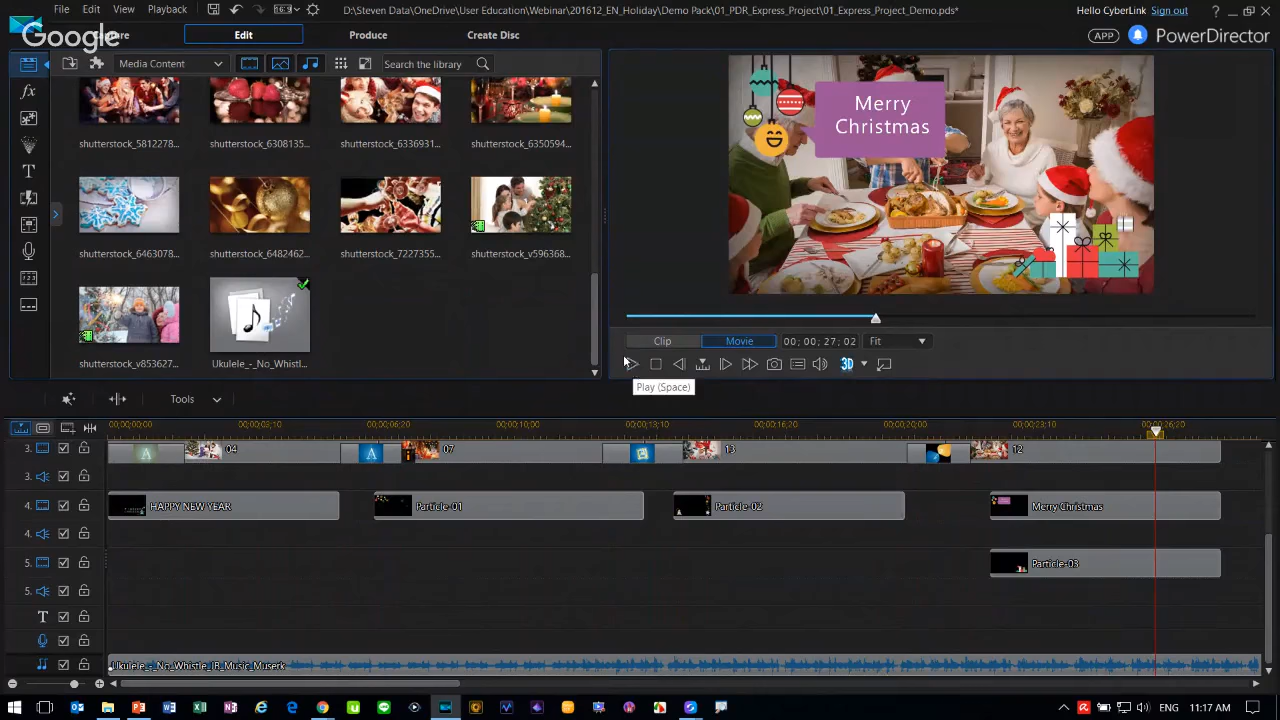 File Edit View Playback
D:\Steven Data\OneDrive\User Education\Webinar\201612_EN_Holiday\Demo Pack\01_PDR_Express_Project\01_Express_Project_Demo.pds*
Hello CyberLink Sign out
?
Google
Capture
Edit
Produce
Create Disc
APP
PowerDirector
Media Content
Search the library
shutterstock_5812278...
shutterstock_6308135...
shutterstock_6336931...
shutterstock_6350594...
shutterstock_6463078...
shutterstock_6482462...
shutterstock_7227355...
shutterstock_v596368...
shutterstock_v853627...
Ukulele_-_No_Whistl...
Merry
Christmas
Clip
Movie
00; 00; 27; 02
Fit
3D
Play (Space)
Tools
00;00;00;00
00;00;03;10
00;00;06;20
00;00;10;00
00;00;13;10
00;00;16;20
00;00;20;00
00;00;23;10
00;00;26;20
3.
04
07
13
12
3.
4.
HAPPY NEW YEAR
Particle-01
Particle-02
Merry Christmas
4.
5.
Particle-03
5.
T
Ukulele_-_No_Whistle_JB_Music_Muserk
ENG
11:17 AM